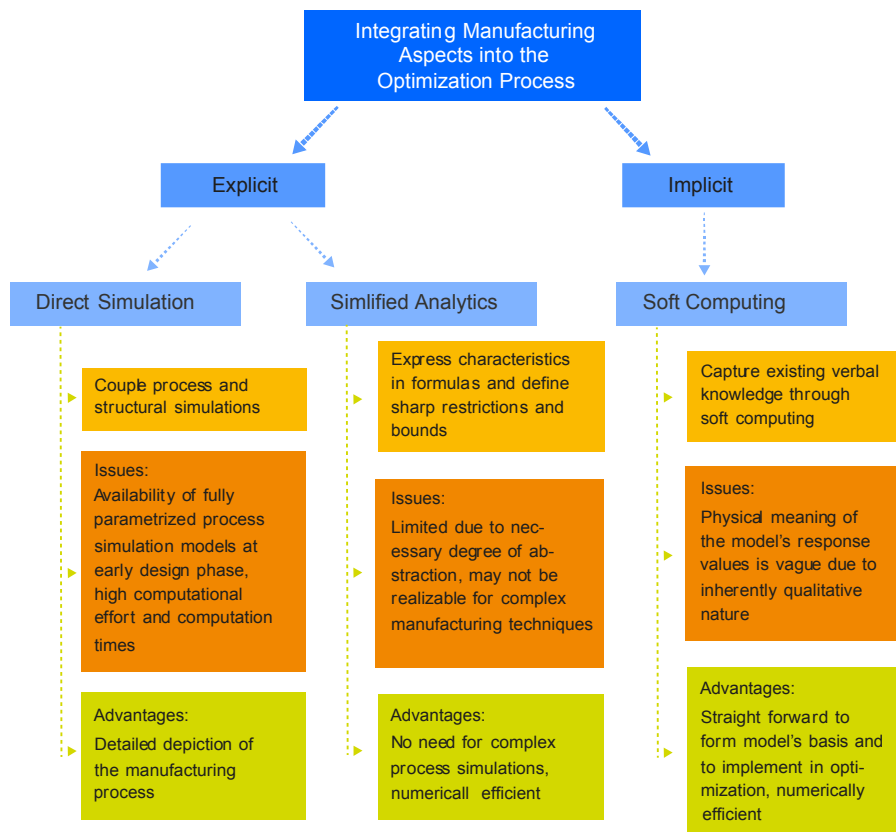 Integrating Manufacturing
Aspects into the
Optimization Process
Explicit
Implicit
Direct Simulation
Simlified Analytics
Soft Computing
Couple process and
structural simulations
Issues:
Availability of fully
parametrized process
simulation models at
early design phase,
high computational
effort and computation
times
Advantages:
Detailed depiction of
the manufacturing
process
Express characteristics
in formulas and define
sharp restrictions and
bounds
Issues:
Limited due to nec-
essary degree of ab-
straction, may not be
realizable for complex
manufacturing techniques
Advantages:
No need for complex
process simulations,
numericall efficient
Capture existing verbal
knowledge through
soft computing
Issues:
Physical meaning of
the model’s response
values is vague due to
inherently qualitative
nature
Advantages:
Straight forward to
form model’s basis and
to implement in opti-
mization, numerically
efficient